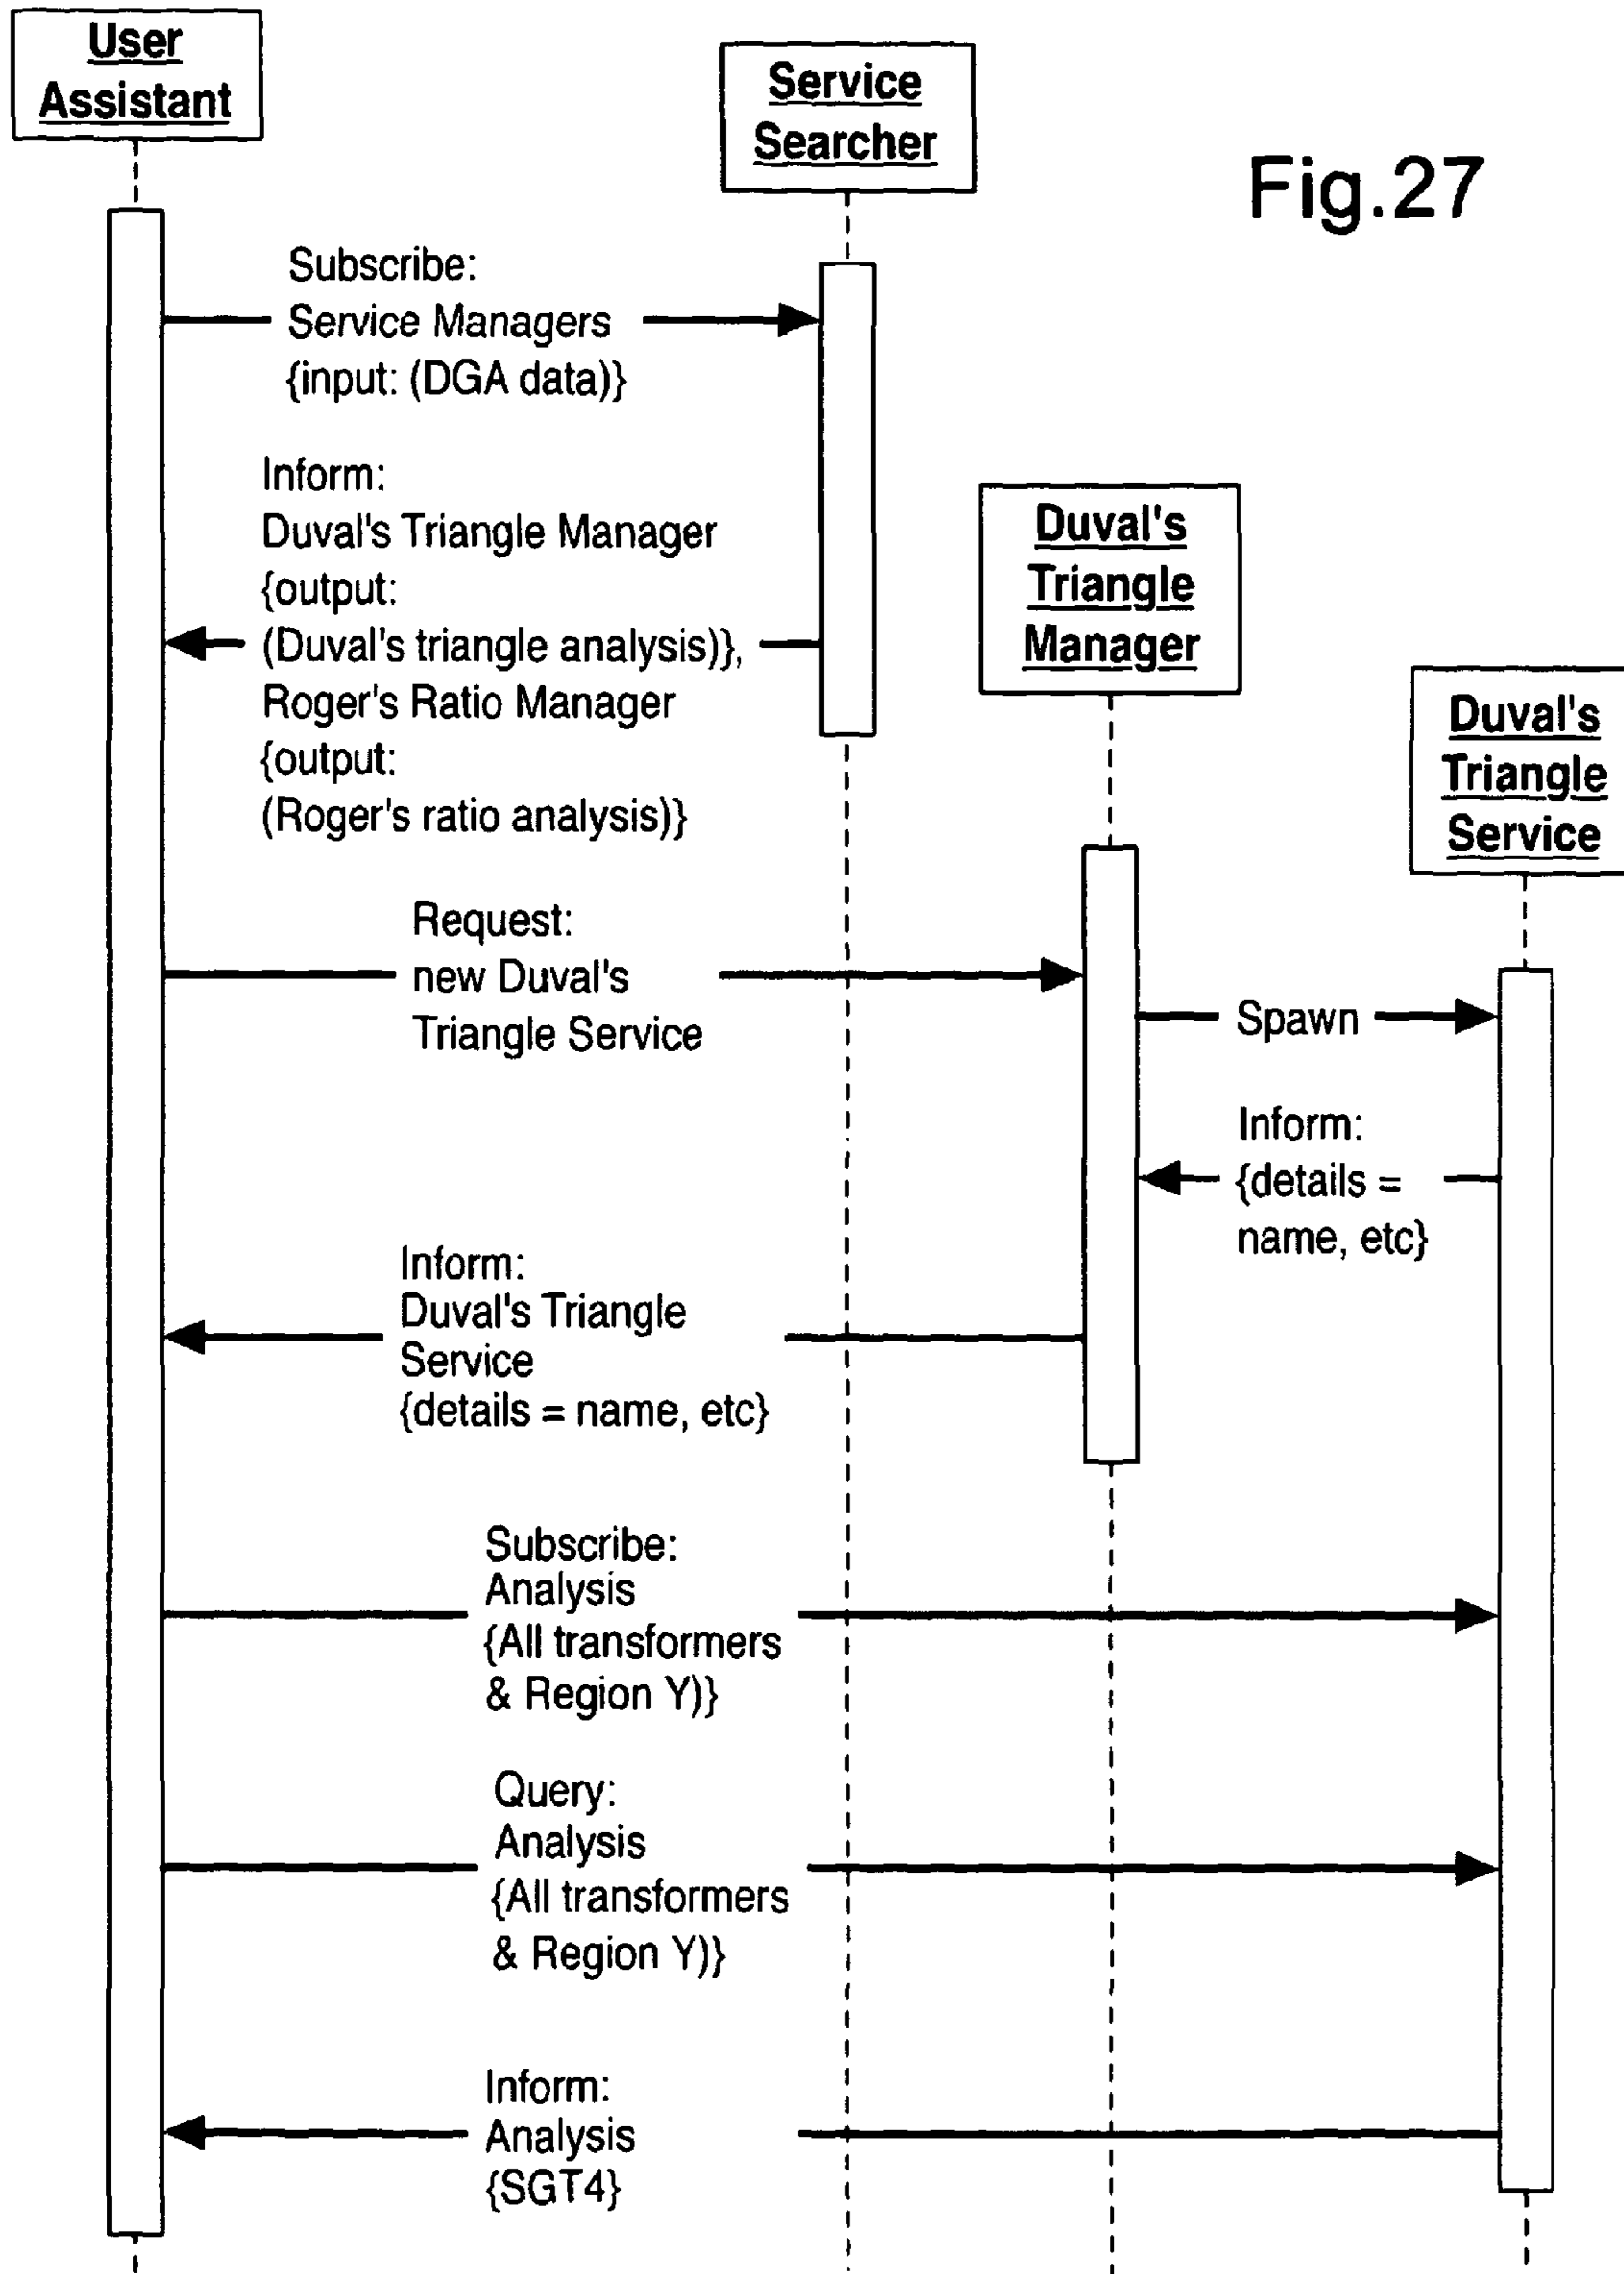 User
Assistant
Service
Searcher
Fig.27
Subscribe:
Service Managers
{input: (DGA data)}
Inform:
Duval's Triangle Manager
{output:
(Duval's triangle analysis)},
Roger's Ratio Manager
{output:
(Roger's ratio analysis)}
Duval's
Triangle
Manager
Duval's
Triangle
Service
Request:
new Duval's
Triangle Service
Spawn
Inform:
{details =
name, etc}
Inform:
Duval's Triangle
Service
{details = name, etc}
Subscribe:
Analysis
{All transformers
& Region Y)}
Query:
Analysis
{All transformers
& Region Y)}
Inform:
Analysis
{SGT4}